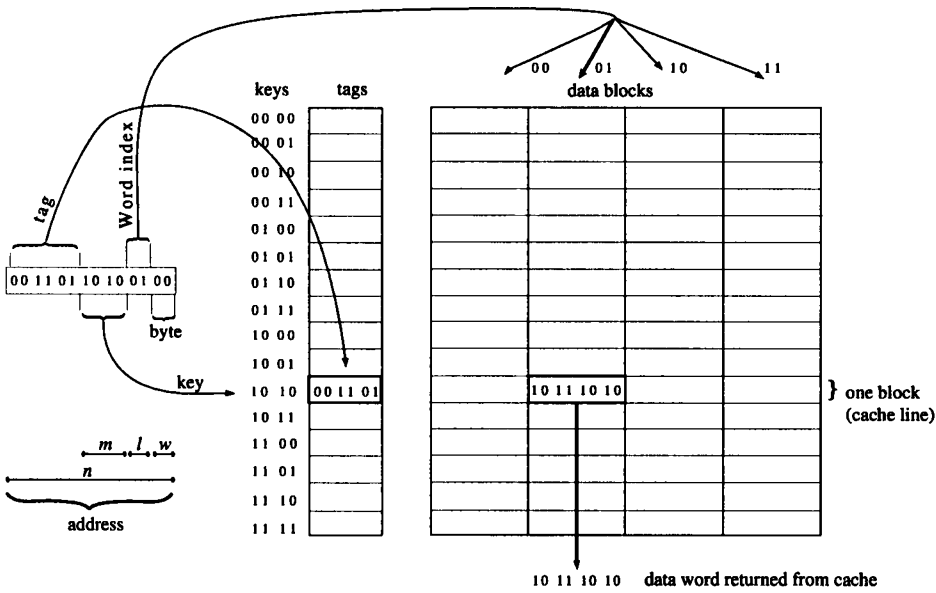 00 01 10 11
data blocks
keys tags
00 00
00 01
00 10
00 11
01 00
01 01
01 10
01 11
10 00
10 01
10 10
10 11
11 00
11 01
11 10
11 11
tag
Word index
00 11 01 10 10 01 00
byte
key
00 11 01
10 11 10 10
} one block
(cache line)
m l w
n
address
10 11 10 10 data word returned from cache